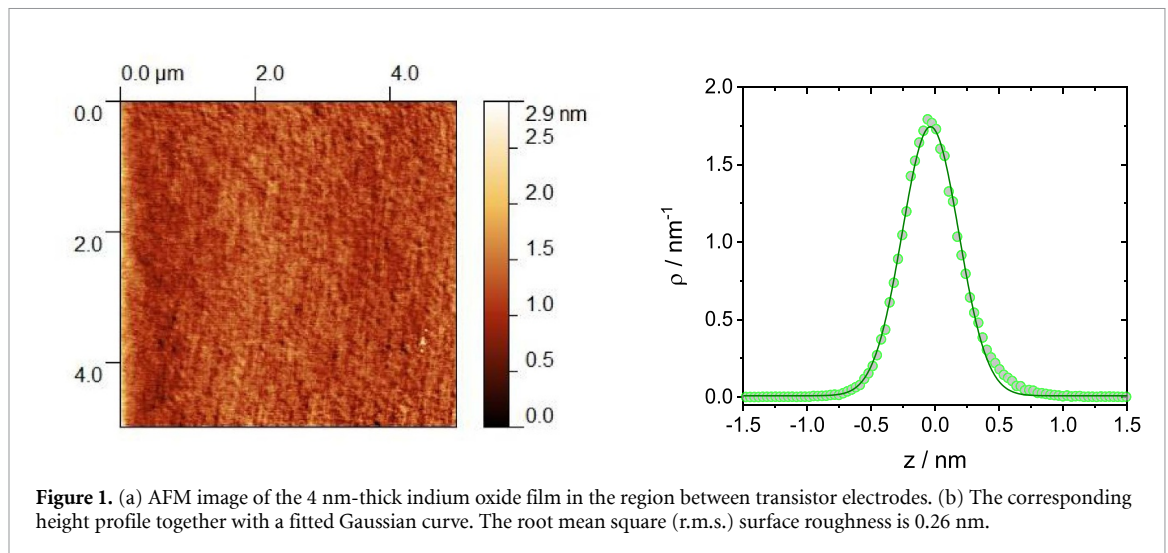 0.0 µm 2.0 4.0
0.0
2.0
4.0
2.9 nm
2.5
2.0
1.5
1.0
0.5
0.0
2.0
1.5
1.0
0.5
0.0
ρ / nm⁻¹
-1.5 -1.0 -0.5 0.0 0.5 1.0 1.5
z / nm
Figure 1. (a) AFM image of the 4 nm-thick indium oxide film in the region between transistor electrodes. (b) The corresponding
height profile together with a fitted Gaussian curve. The root mean square (r.m.s.) surface roughness is 0.26 nm.